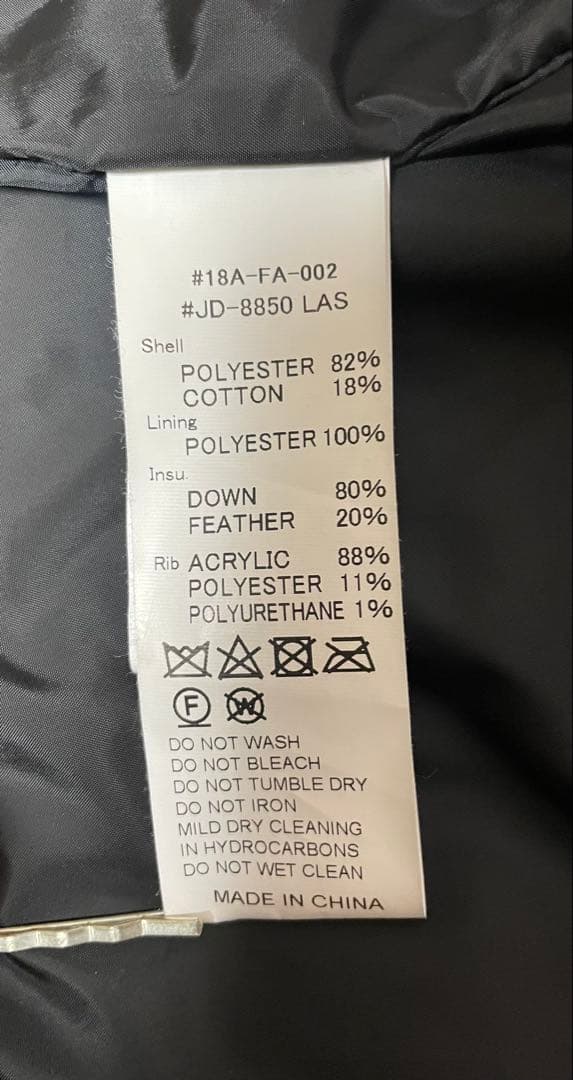 #18A-FA-002
#JD-8850 LAS
Shell
POLYESTER 82%
COTTON 18%
Lining
POLYESTER 100%
Insu.
DOWN 80%
FEATHER 20%
Rib ACRYLIC 88%
POLYESTER 11%
POLYURETHANE 1%
F W
DO NOT WASH
DO NOT BLEACH
DO NOT TUMBLE DRY
DO NOT IRON
MILD DRY CLEANING
IN HYDROCARBONS
DO NOT WET CLEAN
MADE IN CHINA